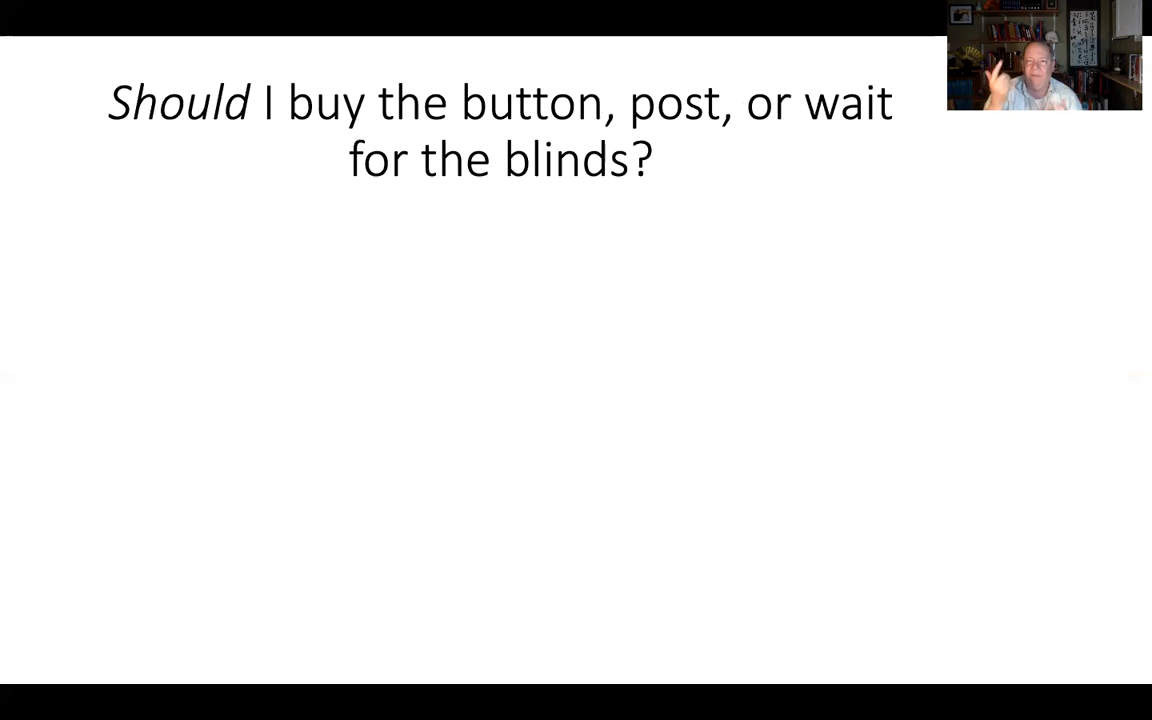 Should I buy the button, post, or wait
for the blinds?